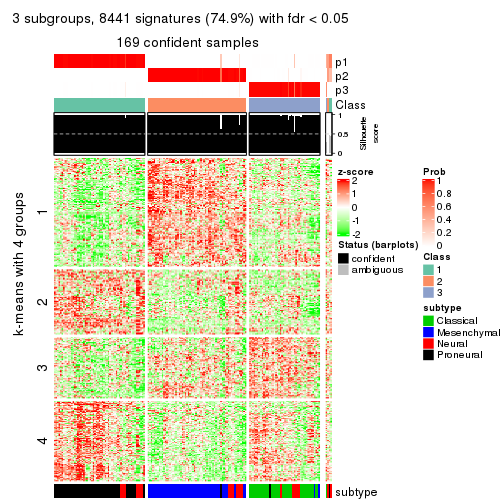 3 subgroups, 8441 signatures (74.9%) with fdr < 0.05
169 confident samples
p1
p2
p3
Class
1
0.5
0
Silhouette
score
k-means with 4 groups
1
2
3
4
subtype
z-score
2
1
0
-1
-2
Status (barplots)
confident
ambiguous
Prob
1
0.8
0.6
0.4
0.2
0
Class
1
2
3
subtype
Classical
Mesenchymal
Neural
Proneural